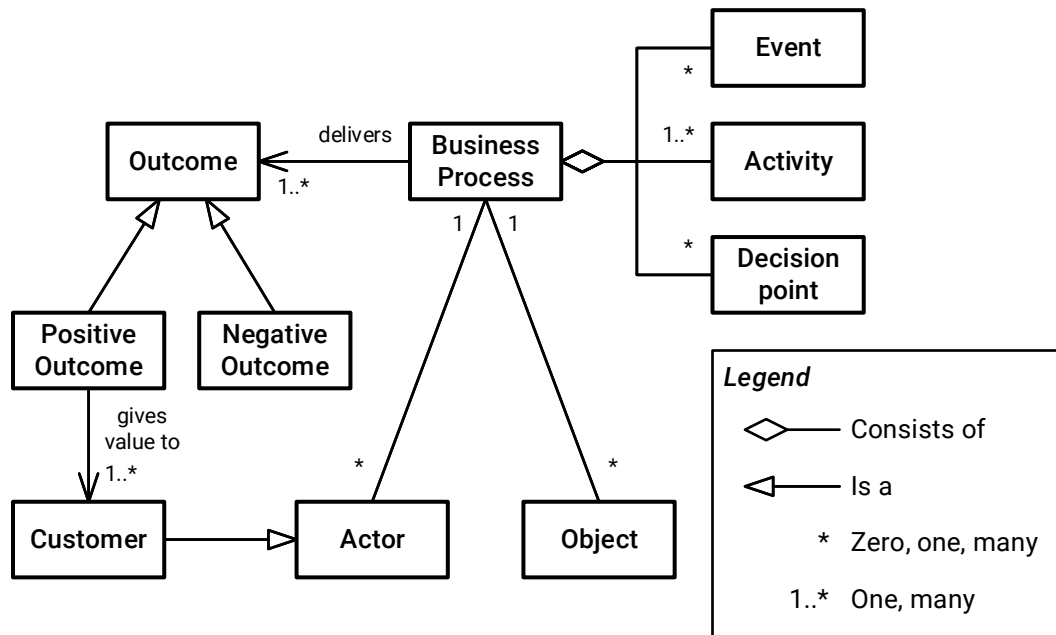 Event
*
delivers
Outcome
Business
Process
1..*
1..*
Activity
1
1
*
Decision
point
Positive
Outcome
Negative
Outcome
gives
value to
1..*
*
*
Customer
Actor
Object
Legend
Consists of
Is a
* Zero, one, many
1..* One, many